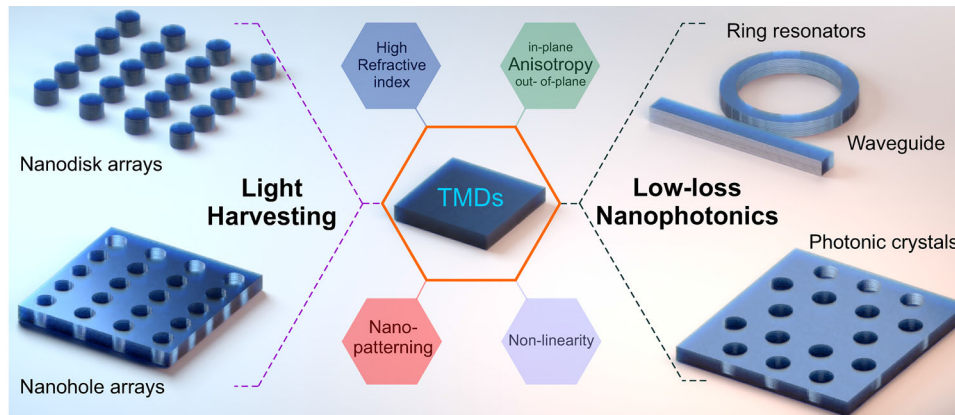 Nanodisk arrays
Light
Harvesting
Nanohole arrays
High
Refractive
index
in-plane
Anisotropy
out- of-plane
TMDs
Nano-
patterning
Non-linearity
Ring resonators
Waveguide
Low-loss
Nanophotonics
Photonic crystals